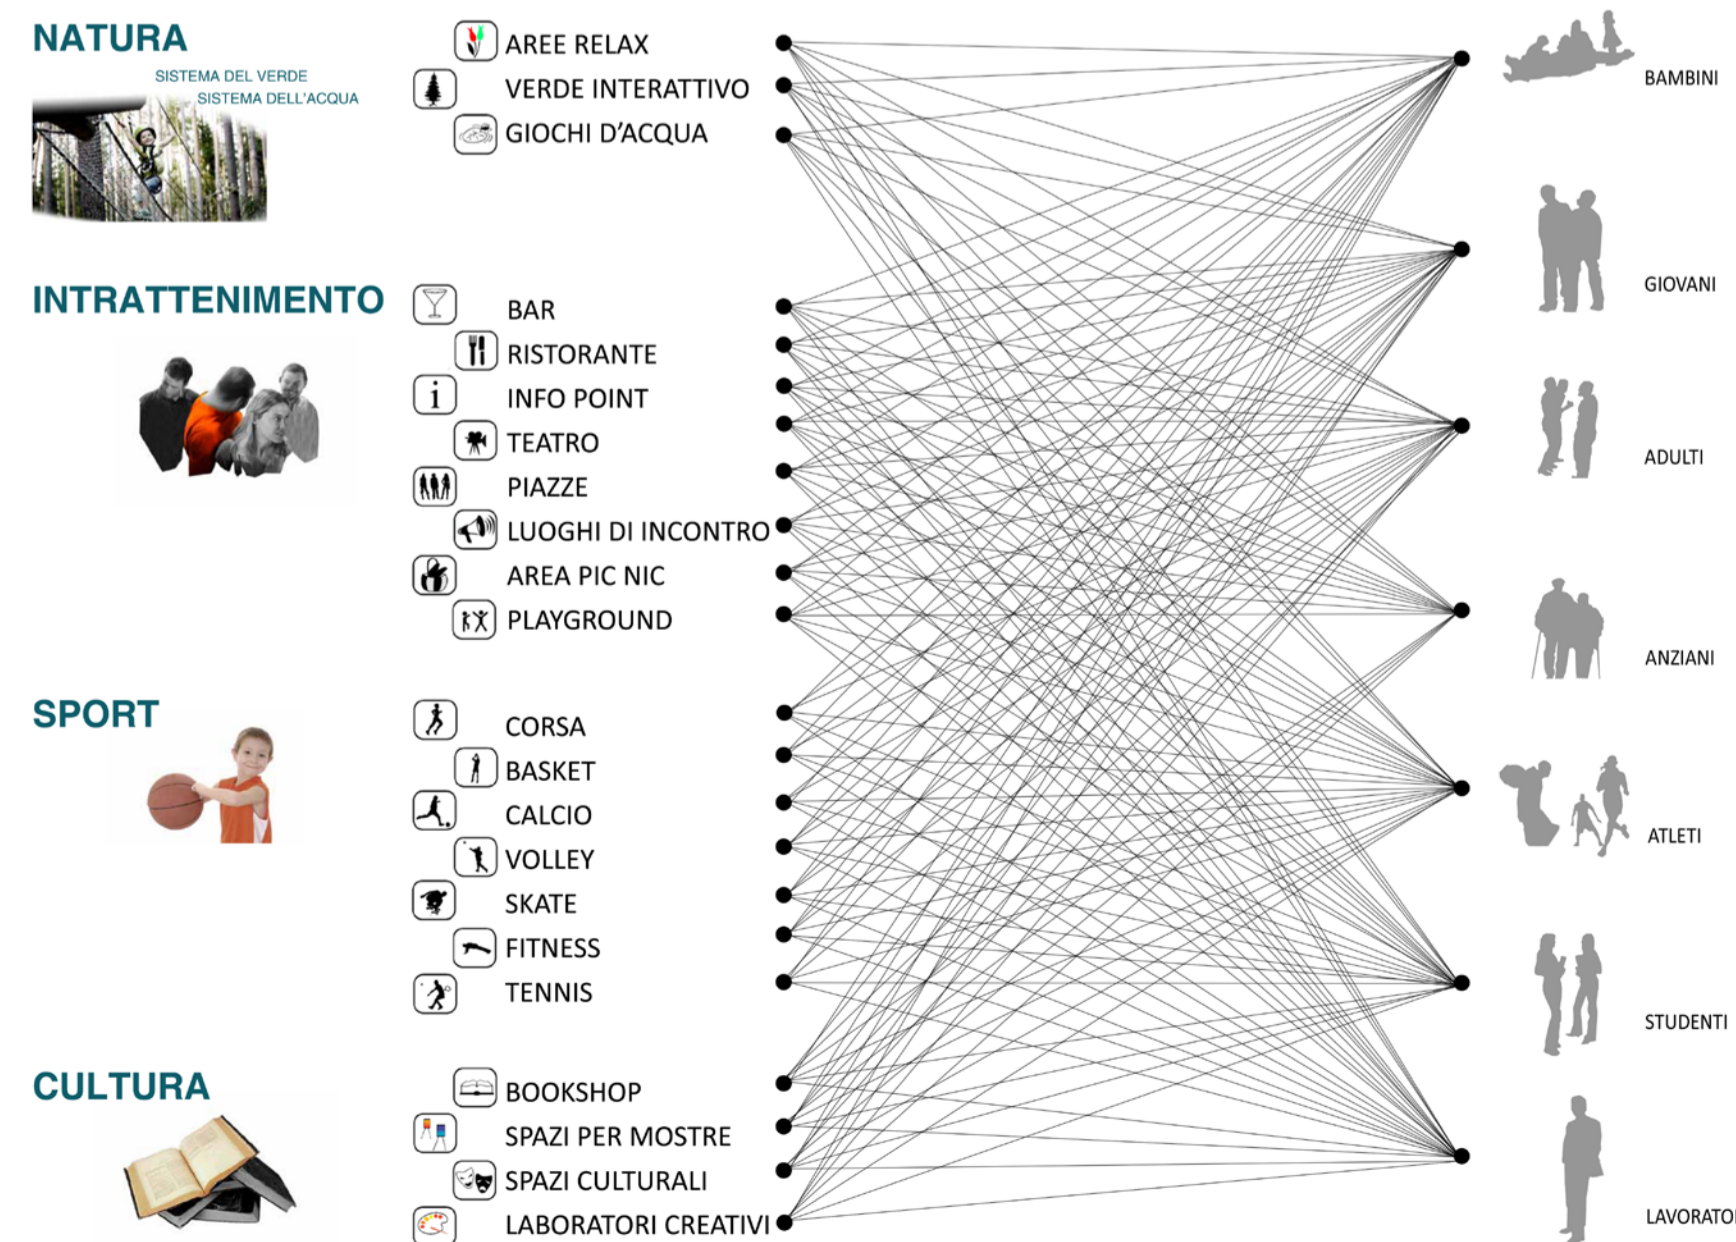 NATURA
SISTEMA DEL VERDE
SISTEMA DELL'ACQUA
AREE RELAX
VERDE INTERATTIVO
GIOCHI D'ACQUA
INTRATTENIMENTO
BAR
RISTORANTE
i INFO POINT
TEATRO
PIAZZE
LUOGHI DI INCONTRO
AREA PIC NIC
PLAYGROUND
SPORT
CORSA
BASKET
CALCIO
VOLLEY
SKATE
FITNESS
TENNIS
CULTURA
BOOKSHOP
SPAZI PER MOSTRE
SPAZI CULTURALI
LABORATORI CREATIVI
BAMBINI
GIOVANI
ADULTI
ANZIANI
ATLETI
STUDENTI